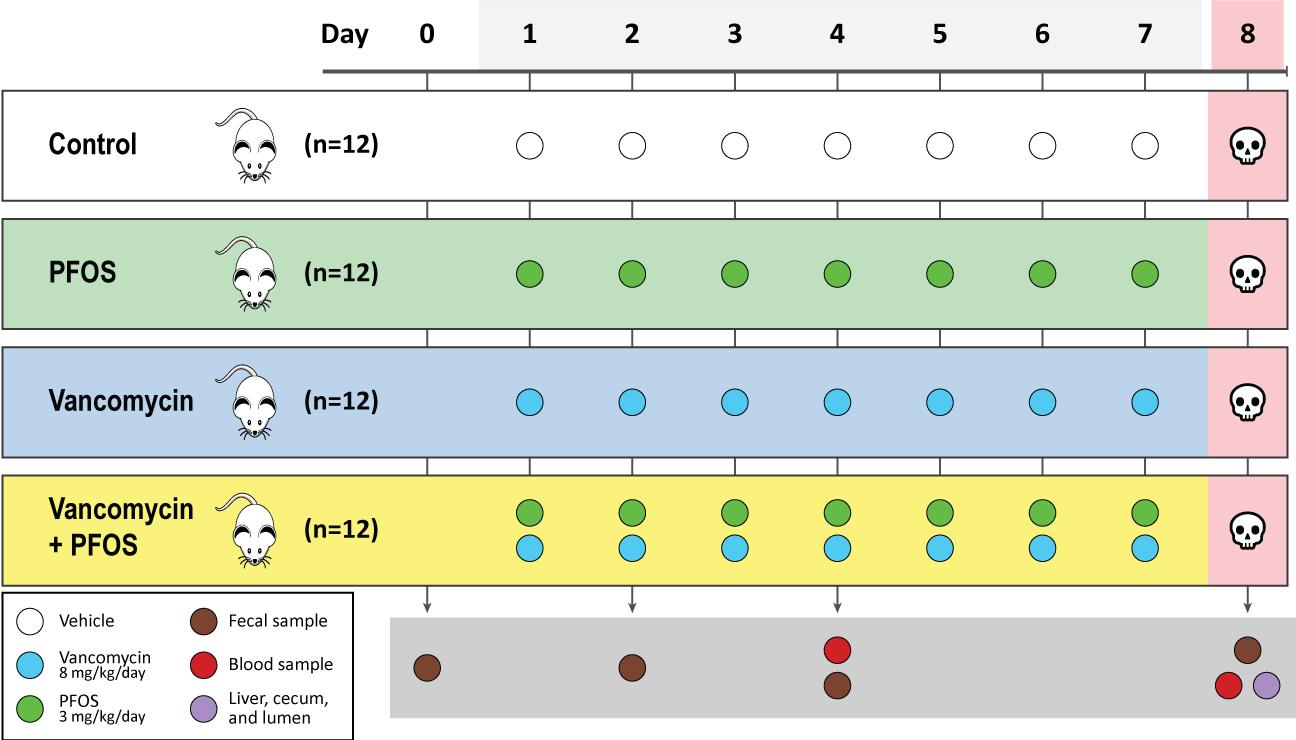 Day 0 1 2 3 4 5 6 7 8
Control (n=12)
PFOS (n=12)
Vancomycin (n=12)
Vancomycin
+ PFOS (n=12)
Vehicle
Vancomycin
8 mg/kg/day
PFOS
3 mg/kg/day
Fecal sample
Blood sample
Liver, cecum,
and lumen